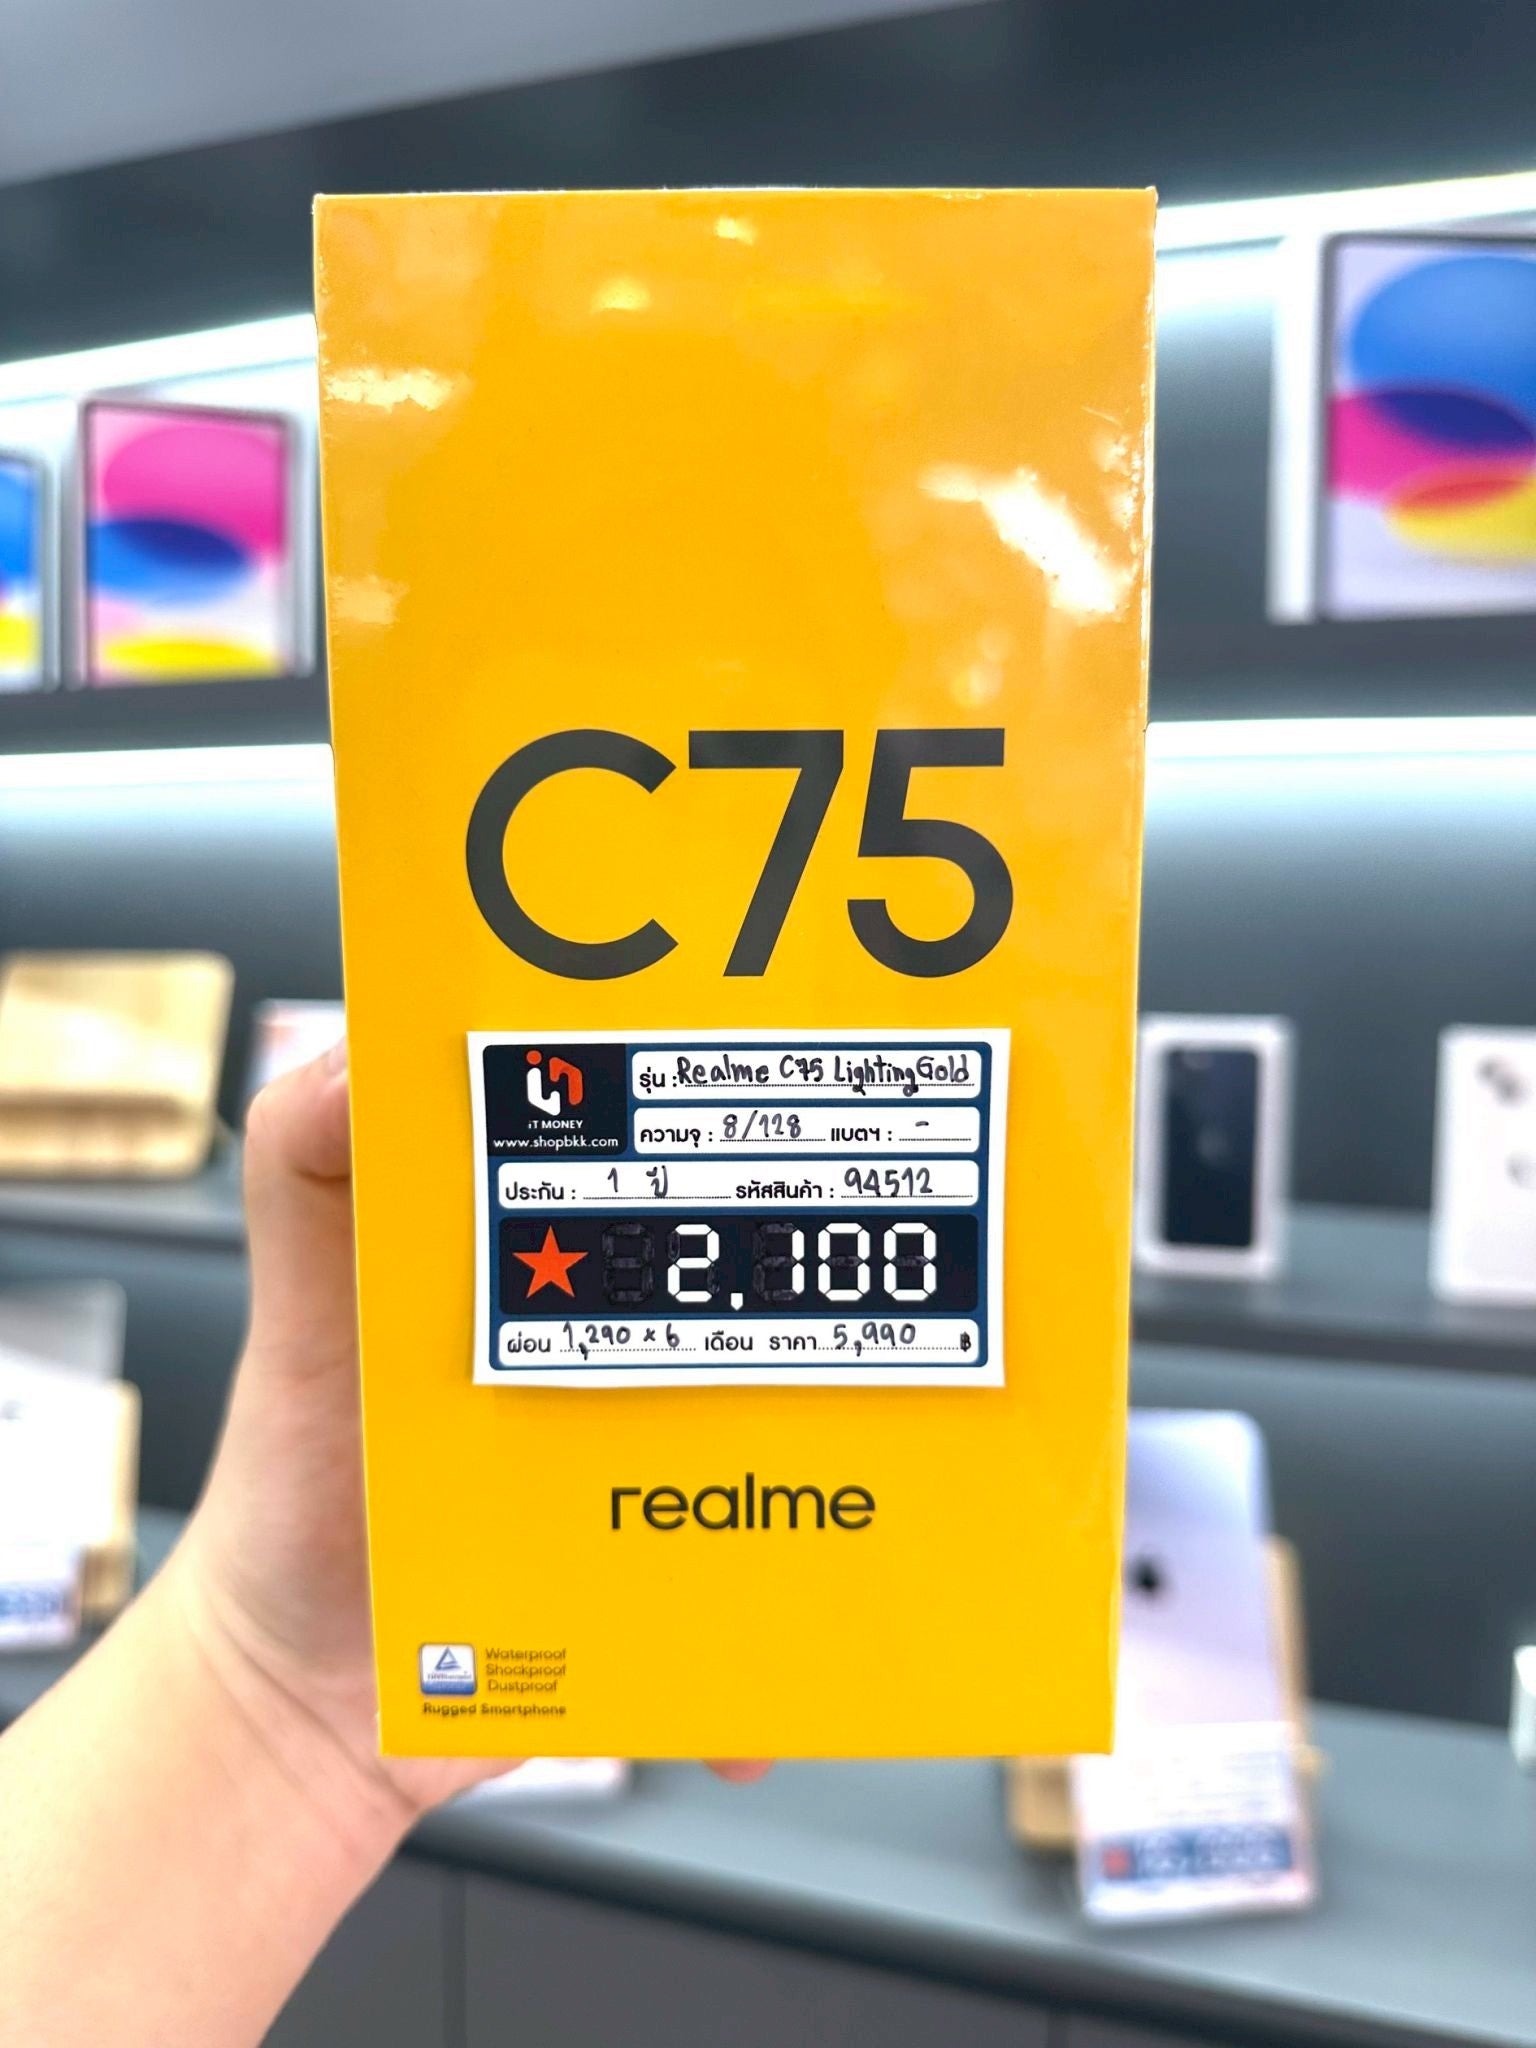 C75
iT MONEY
www.shopbkk.com
รุ่น : Realme C75 Lighting Gold
ความจุ : 8/128 แบตฯ : -
ประกัน : 1 ปี รหัสสินค้า : 94512
2,100
ผ่อน 1,290 x 6 เดือน ราคา 5,990 ฿
realme
Waterproof
Shockproof
Dustproof
Rugged Smartphone